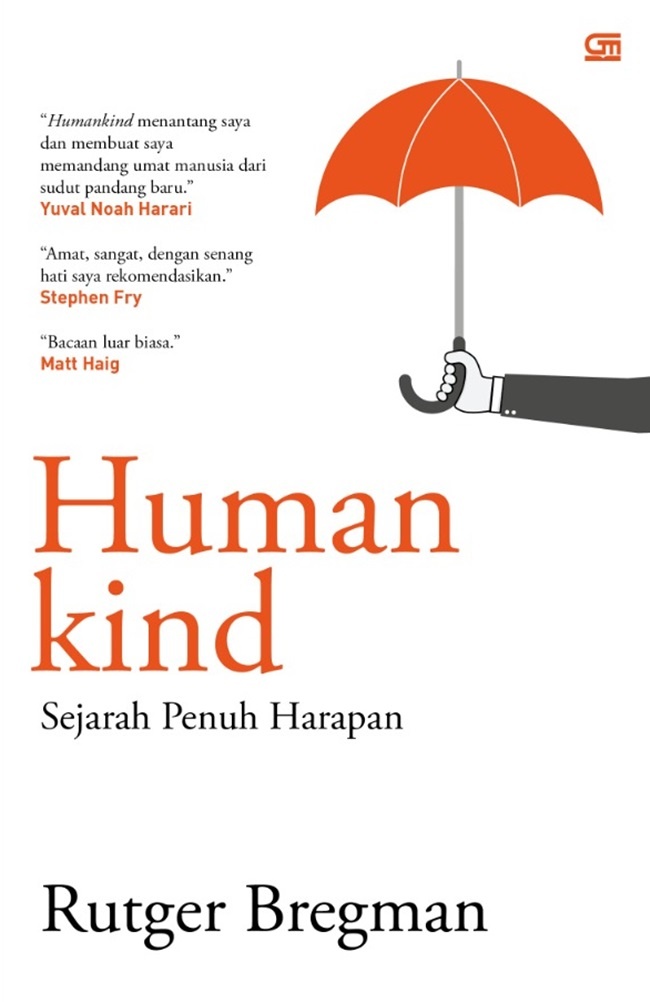 “Humankind menantang saya
dan membuat saya
memandang umat manusia dari
sudut pandang baru.”
Yuval Noah Harari
“Amat, sangat, dengan senang
hati saya rekomendasikan.”
Stephen Fry
“Bacaan luar biasa.”
Matt Haig
Human
kind
Sejarah Penuh Harapan
Rutger Bregman